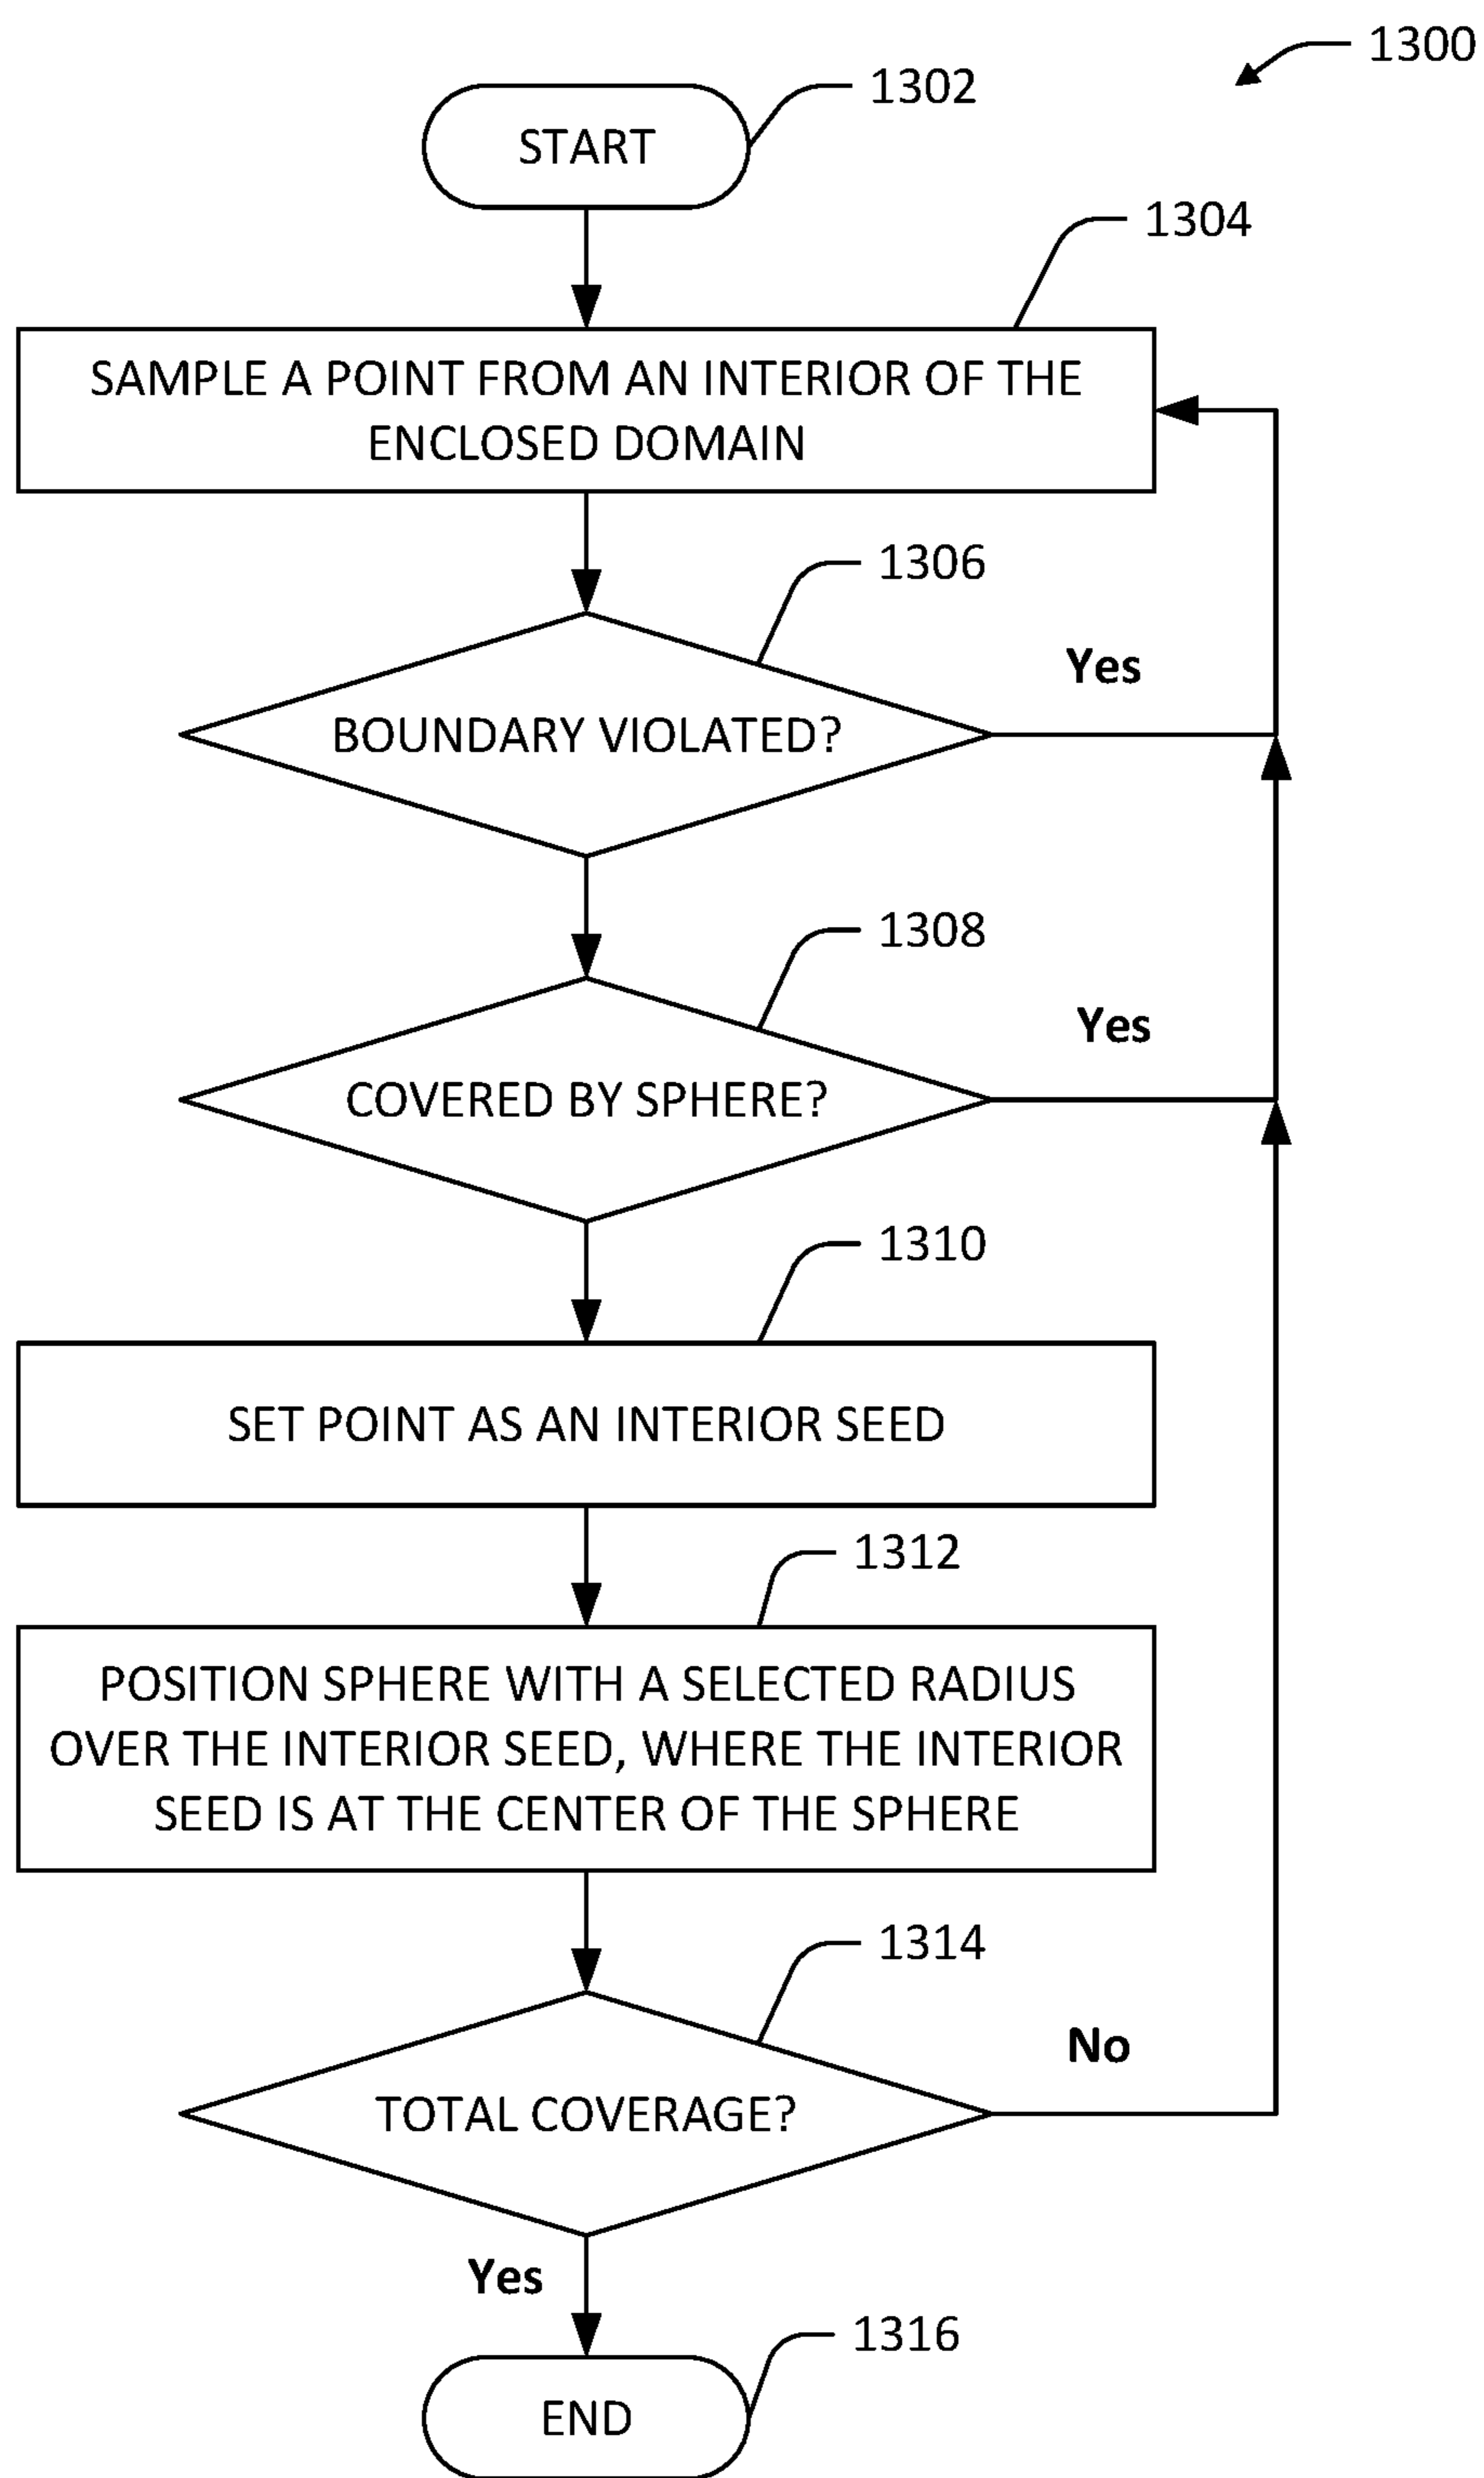 1300
1302
START
1304
SAMPLE A POINT FROM AN INTERIOR OF THE
ENCLOSED DOMAIN
1306
Yes
BOUNDARY VIOLATED?
1308
Yes
COVERED BY SPHERE?
1310
SET POINT AS AN INTERIOR SEED
1312
POSITION SPHERE WITH A SELECTED RADIUS
OVER THE INTERIOR SEED, WHERE THE INTERIOR
SEED IS AT THE CENTER OF THE SPHERE
1314
No
TOTAL COVERAGE?
Yes
1316
END